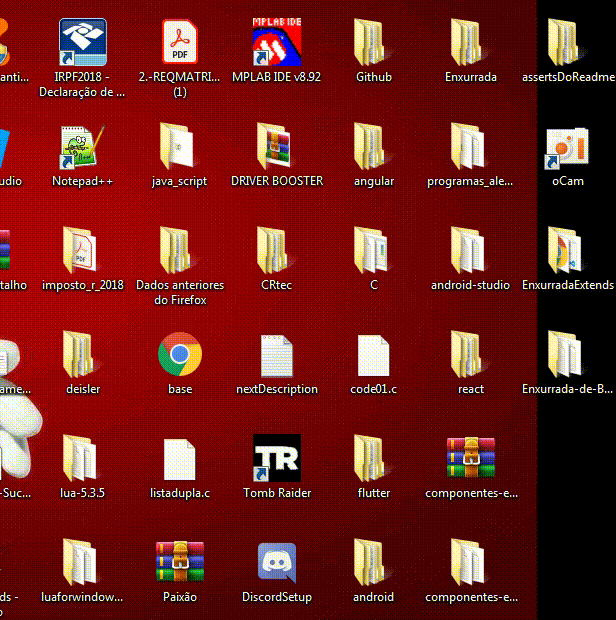 anti...
IRPF2018 -
Declaração de ...
PDF
2.-REQMATRI...
(1)
MPLAB IDE
MPLAB IDE v8.92
Github
Enxurrada
assertsDoReadme
udio
Notepad++
java_script
DRIVER BOOSTER
angular
programas_ale...
oCam
talho
PDF
imposto_r_2018
Dados anteriores
do Firefox
CRtec
C
android-studio
EnxurradaExtends
ame...
deisler
base
nextDescription
code01.c
react
Enxurrada-de-B...
-Suc...
lua-5.3.5
listadupla.c
TR
Tomb Raider
flutter
componentes-e...
ds -
luaforwindow...
Paixão
DiscordSetup
android
componentes-e...